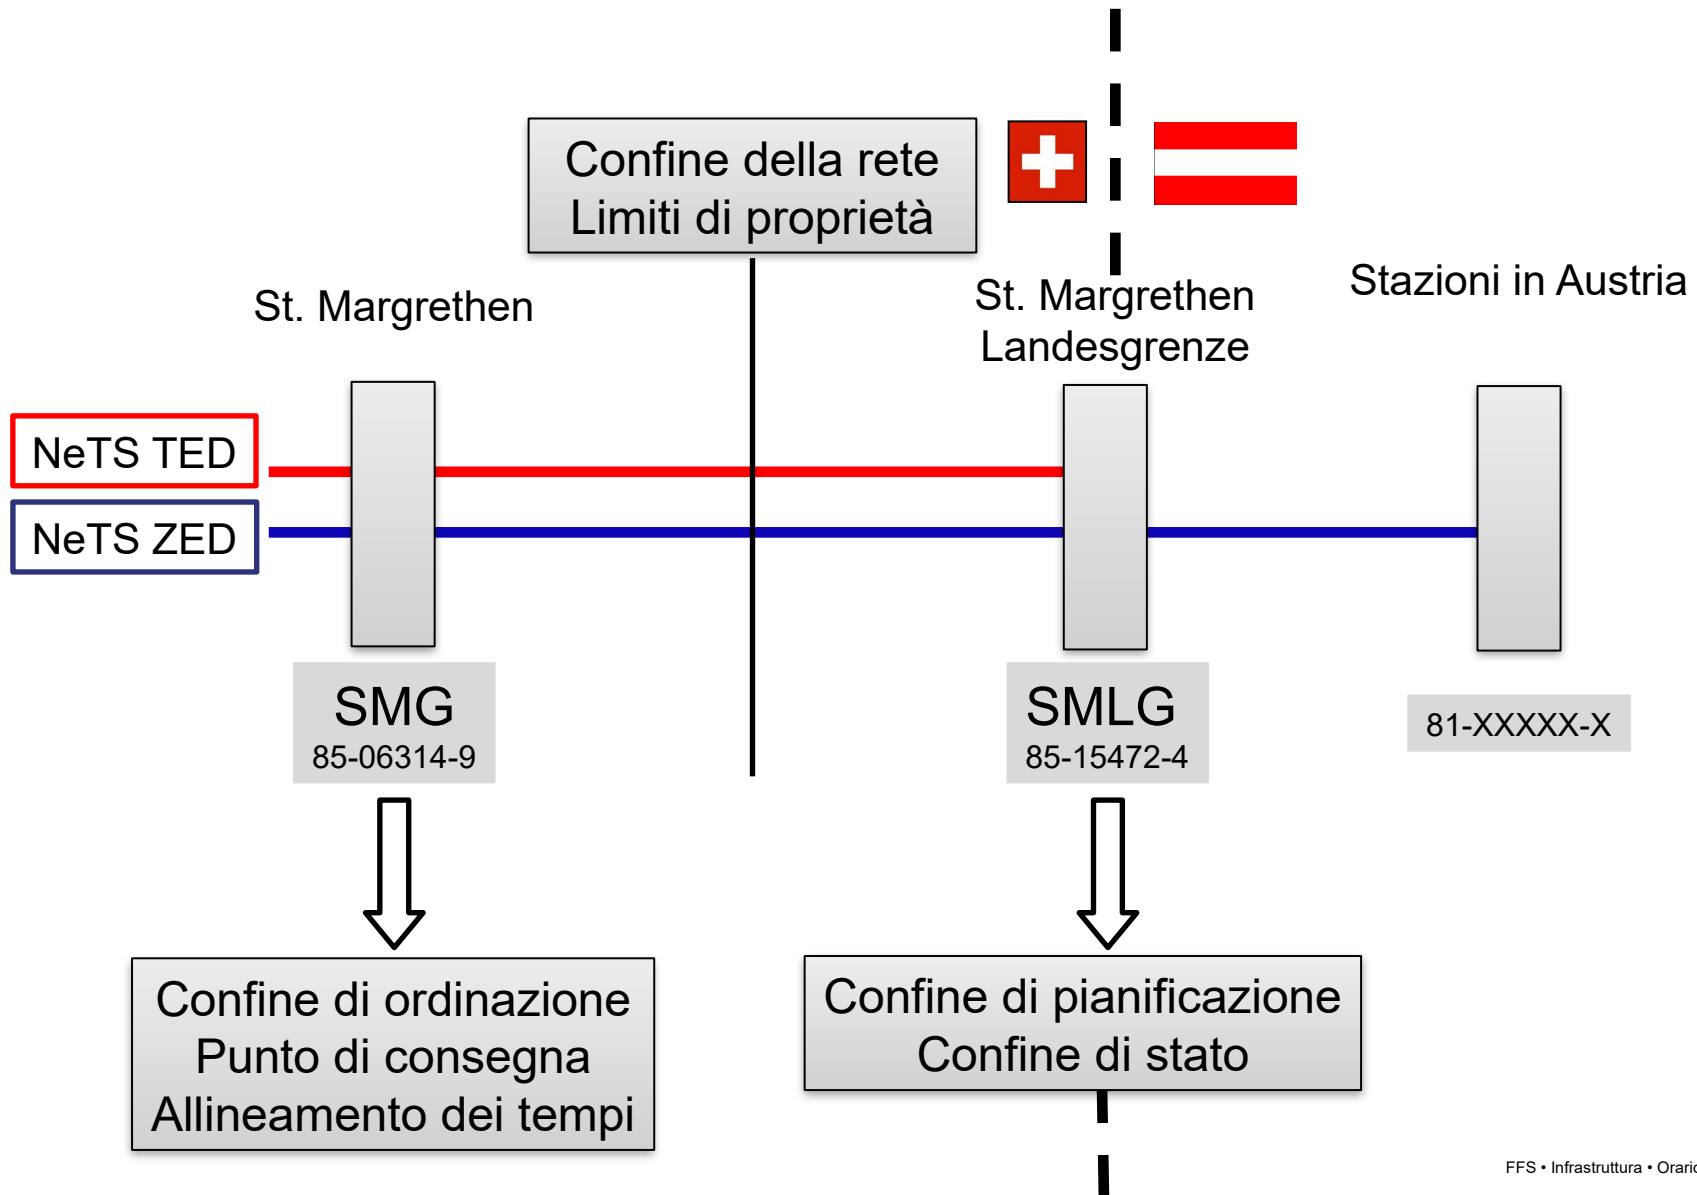 Confine della rete
Limiti di proprietà
St. Margrethen
St. Margrethen
Landesgrenze
Stazioni in Austria
NeTS TED
NeTS ZED
SMG
85-06314-9
SMLG
85-15472-4
81-XXXXX-X
Confine di ordinazione
Punto di consegna
Allineamento dei tempi
Confine di pianificazione
Confine di stato
FFS • Infrastruttura • Orario